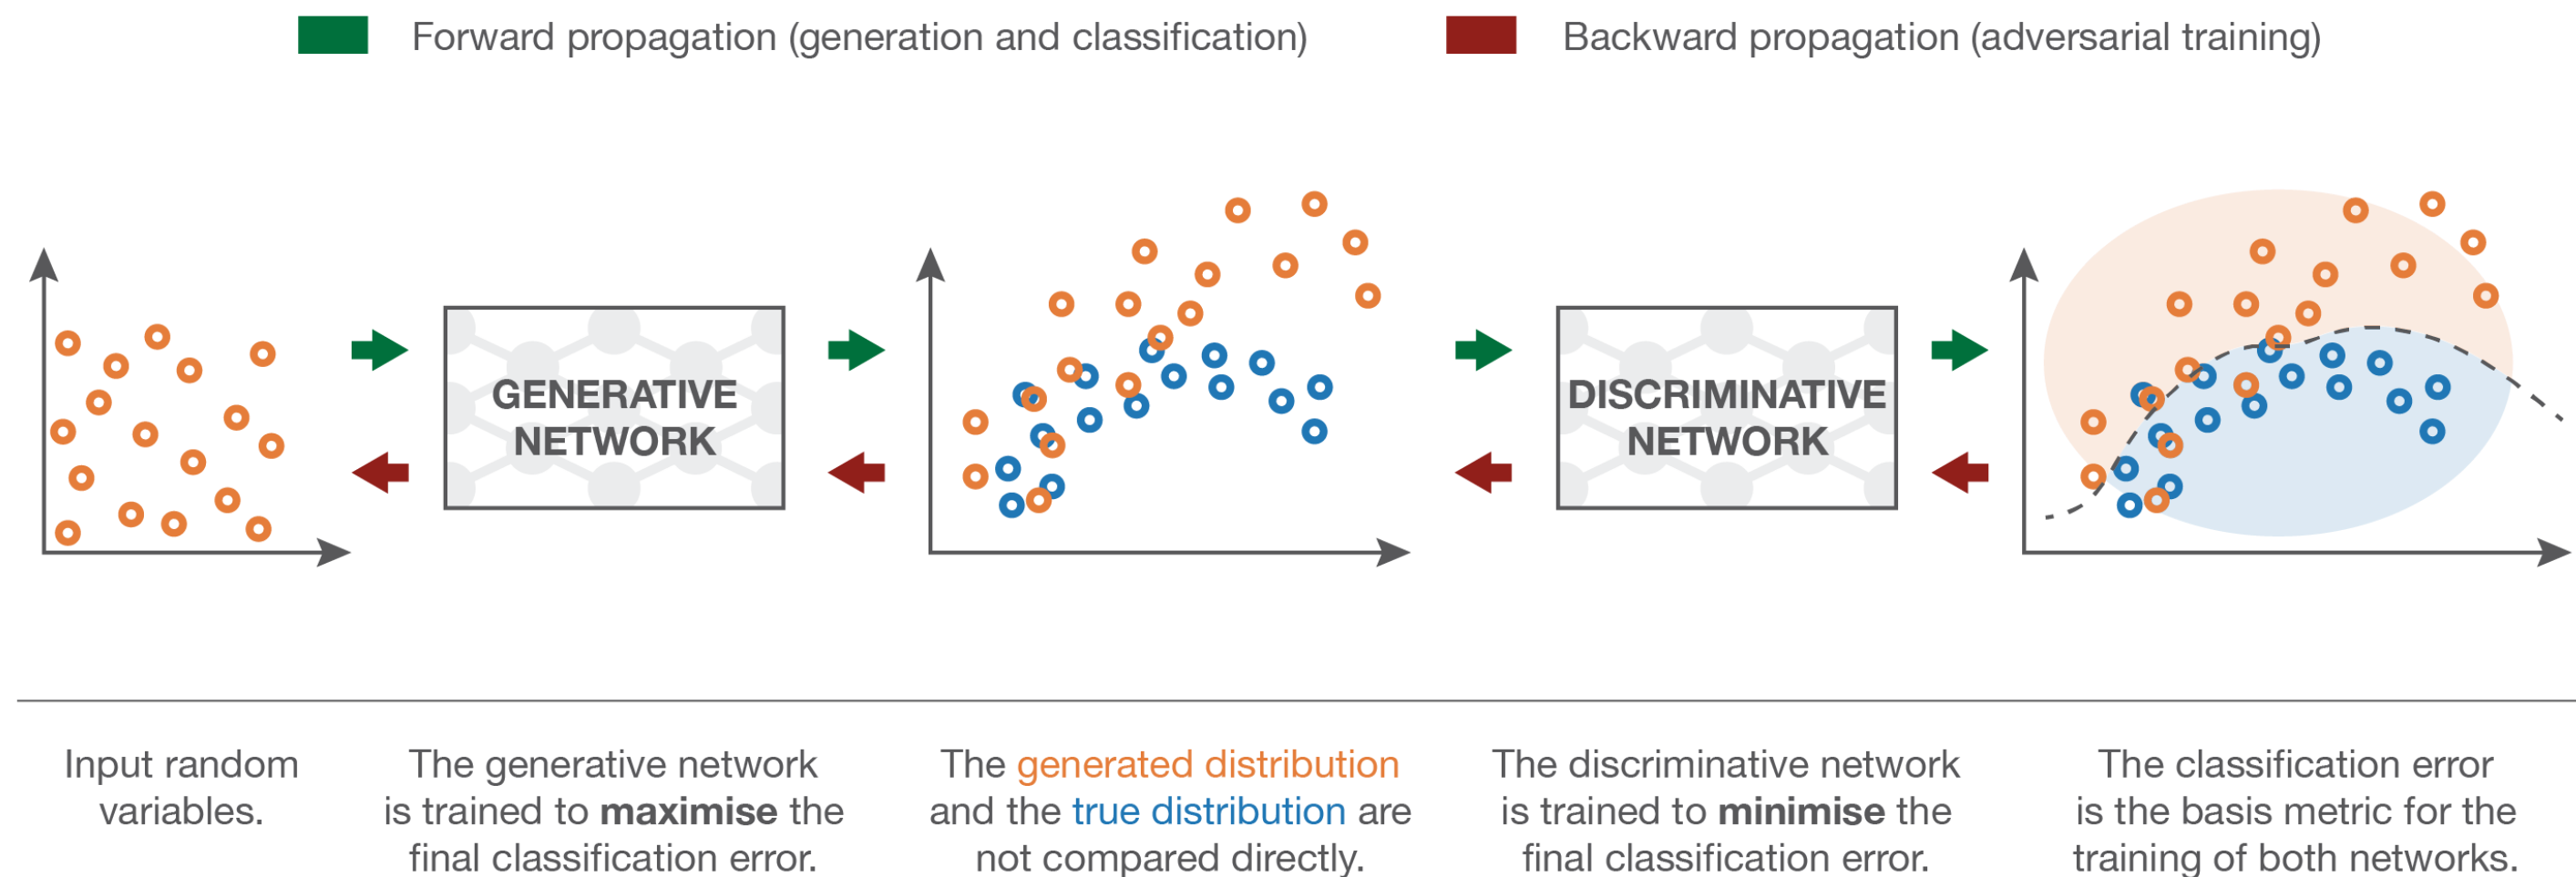 Forward propagation (generation and classification)
Backward propagation (adversarial training)
GENERATIVE
NETWORK
DISCRIMINATIVE
NETWORK
Input random
variables.
The generative network
is trained to maximise the
final classification error.
The generated distribution
and the true distribution are
not compared directly.
The discriminative network
is trained to minimise the
final classification error.
The classification error
is the basis metric for the
training of both networks.